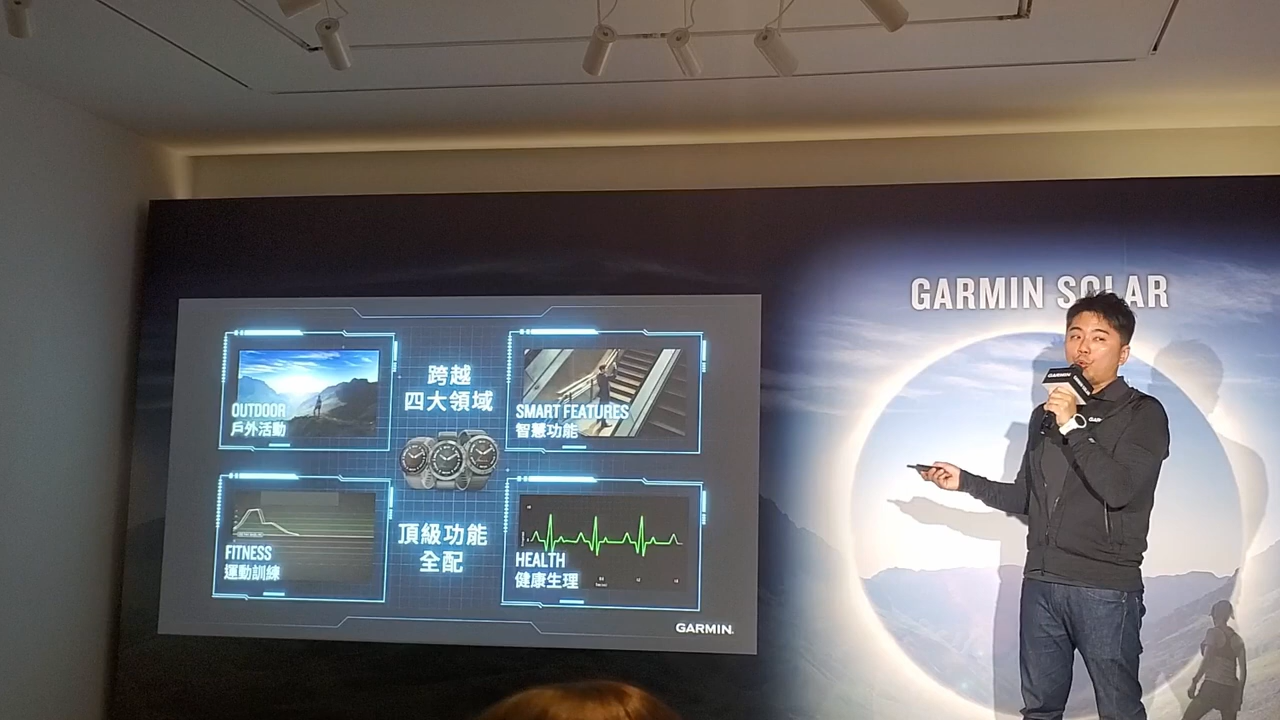 GARMIN SOLAR
OUTDOOR
戶外活動
跨越
四大領域
SMART FEATURES
智慧功能
FITNESS
運動訓練
頂級功能
全配
HEALTH
健康生理
GARMIN
GARMIN